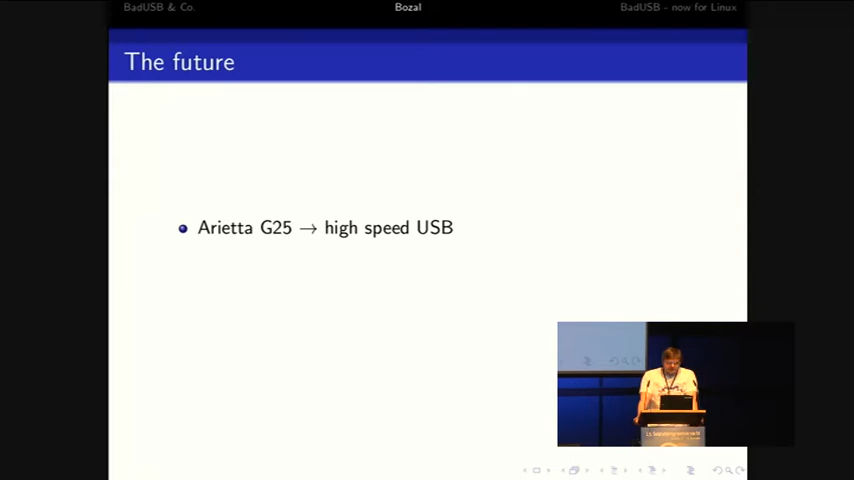 BadUSB & Co.
Bozal
BadUSB - now for Linux
The future
Arietta G25 → high speed USB